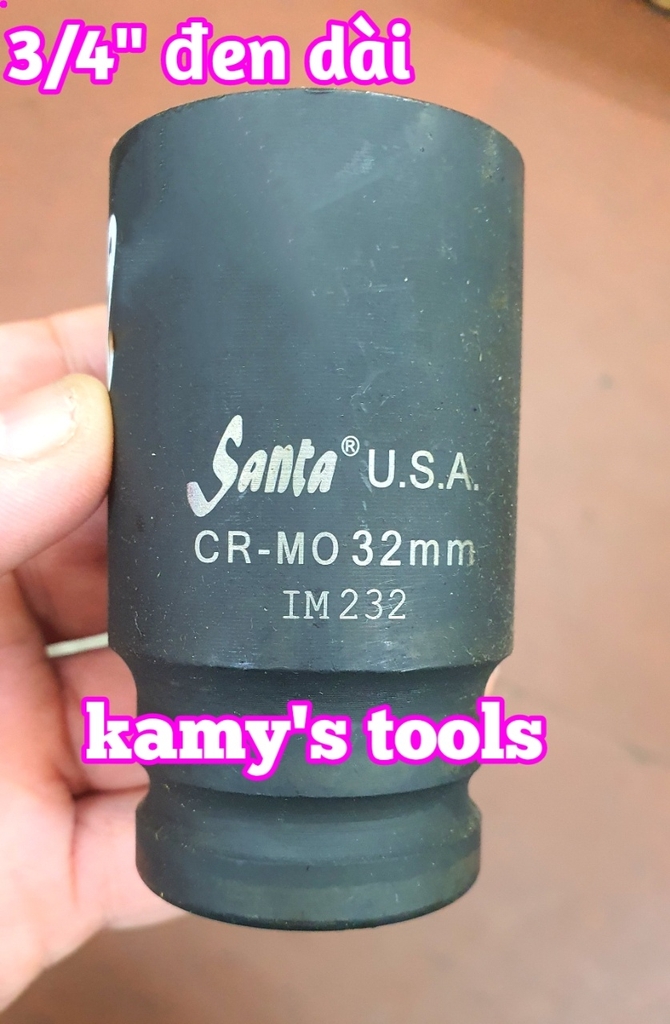 3/4" đen dài
Santa® U.S.A.
CR-MO 32mm
IM232
kamy's tools